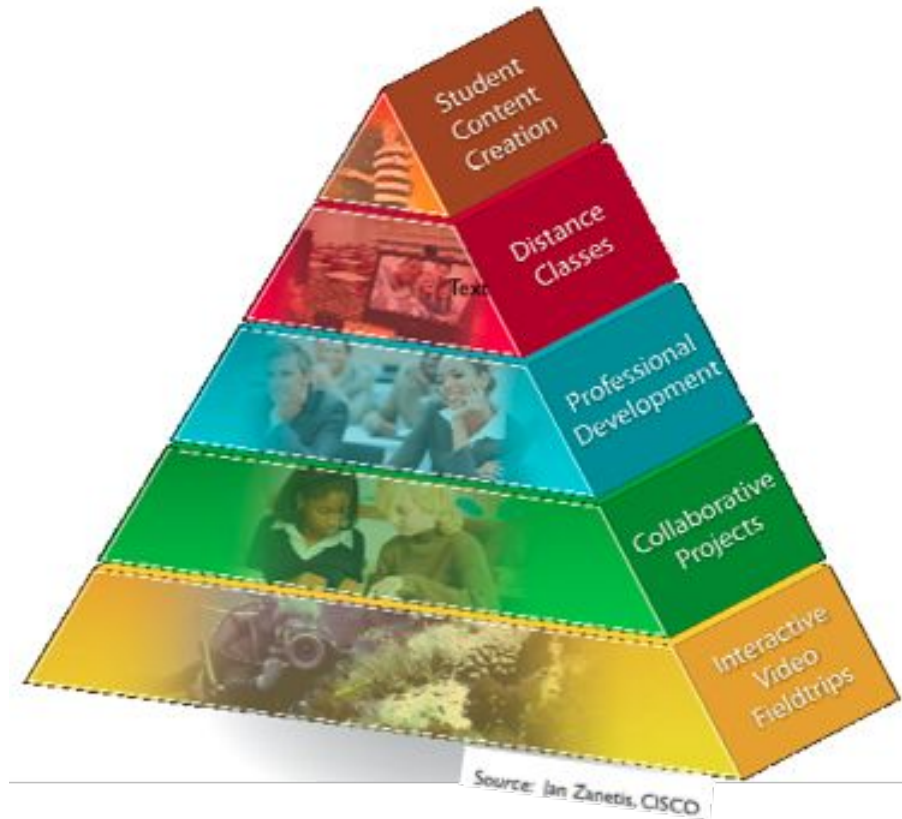 Student
Content
Creation
Distance
Classes
Text
Professional
Development
Collaborative
Projects
Interactive
Video
Fieldtrips
Source: Jan Zanetis, CISCO